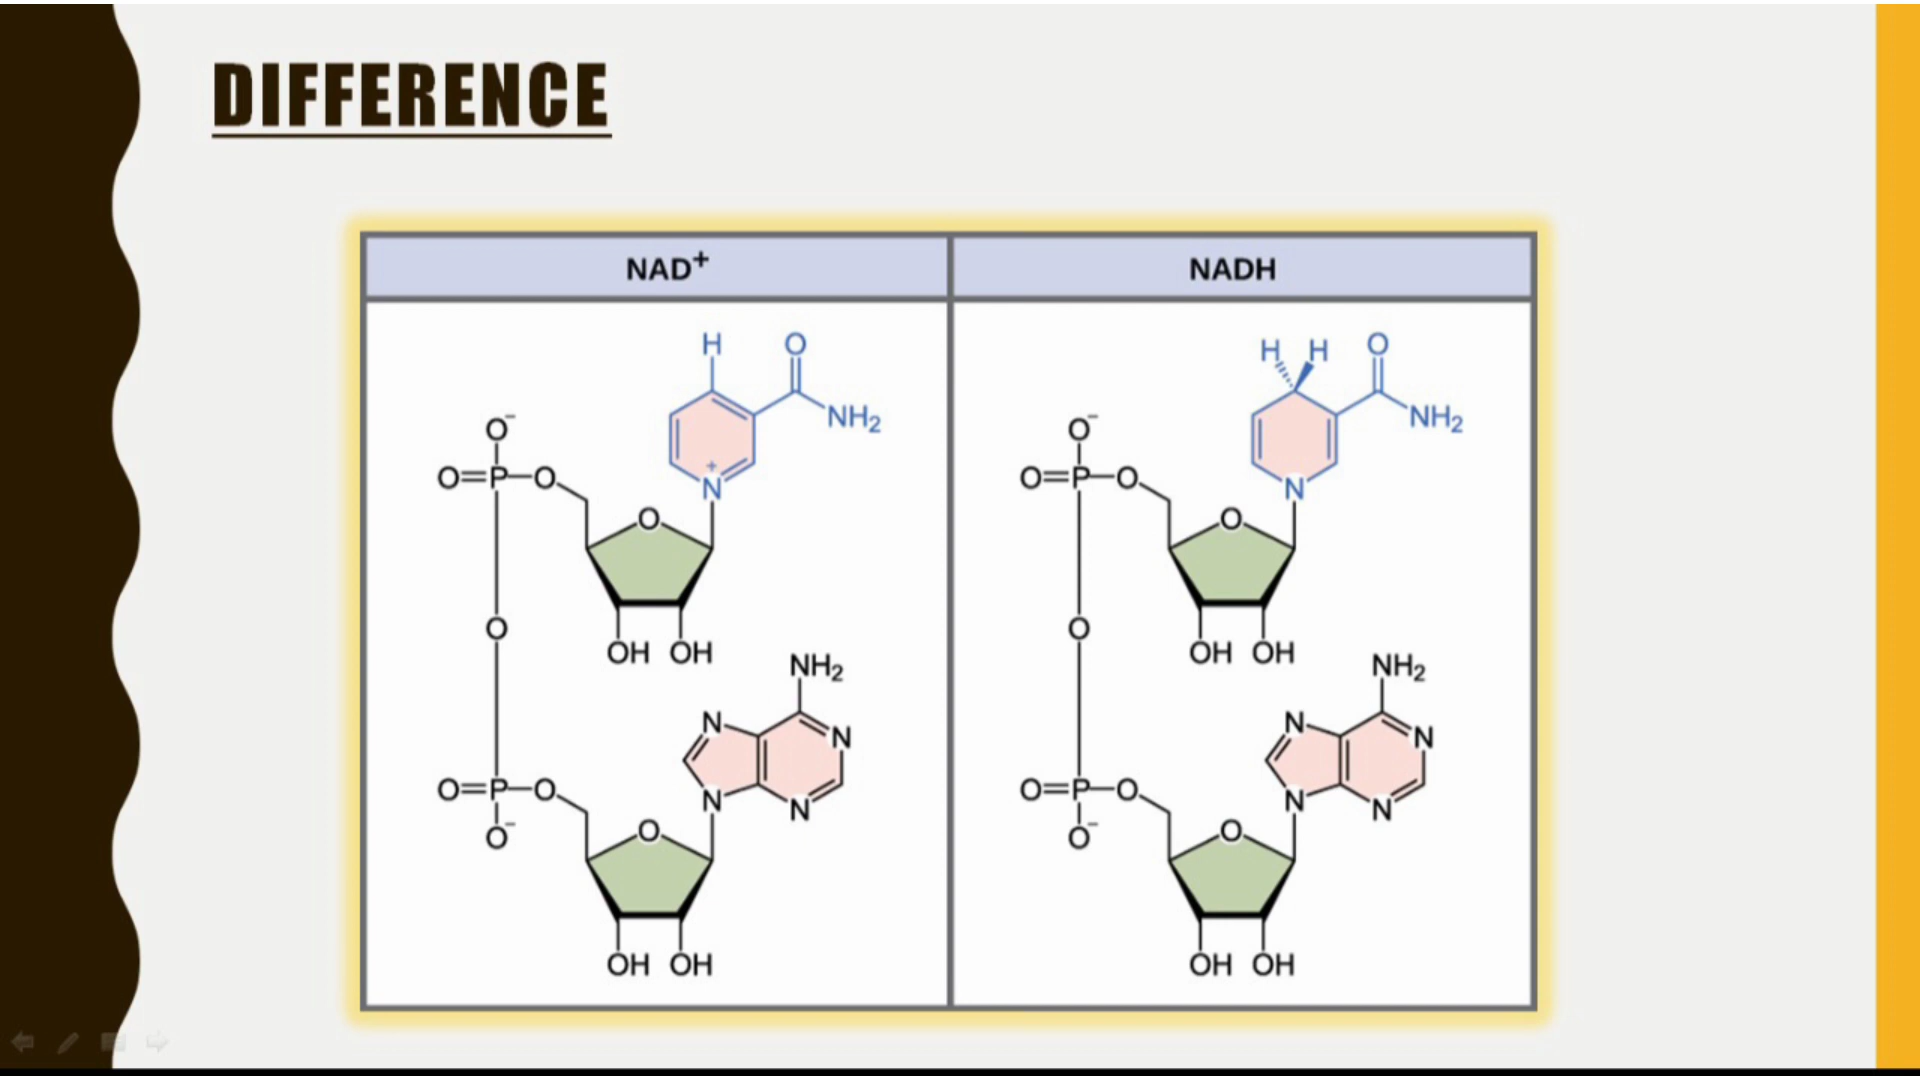 DIFFERENCE
NAD⁺ NADH
H O H H O
NH₂ NH₂
O⁻ O⁻
O=P–O O=P–O
N⁺ N
O O
O O
OH OH OH OH
NH₂ NH₂
N N N N
O=P–O O=P–O
N N N N
O⁻ O⁻
O O
OH OH OH OH